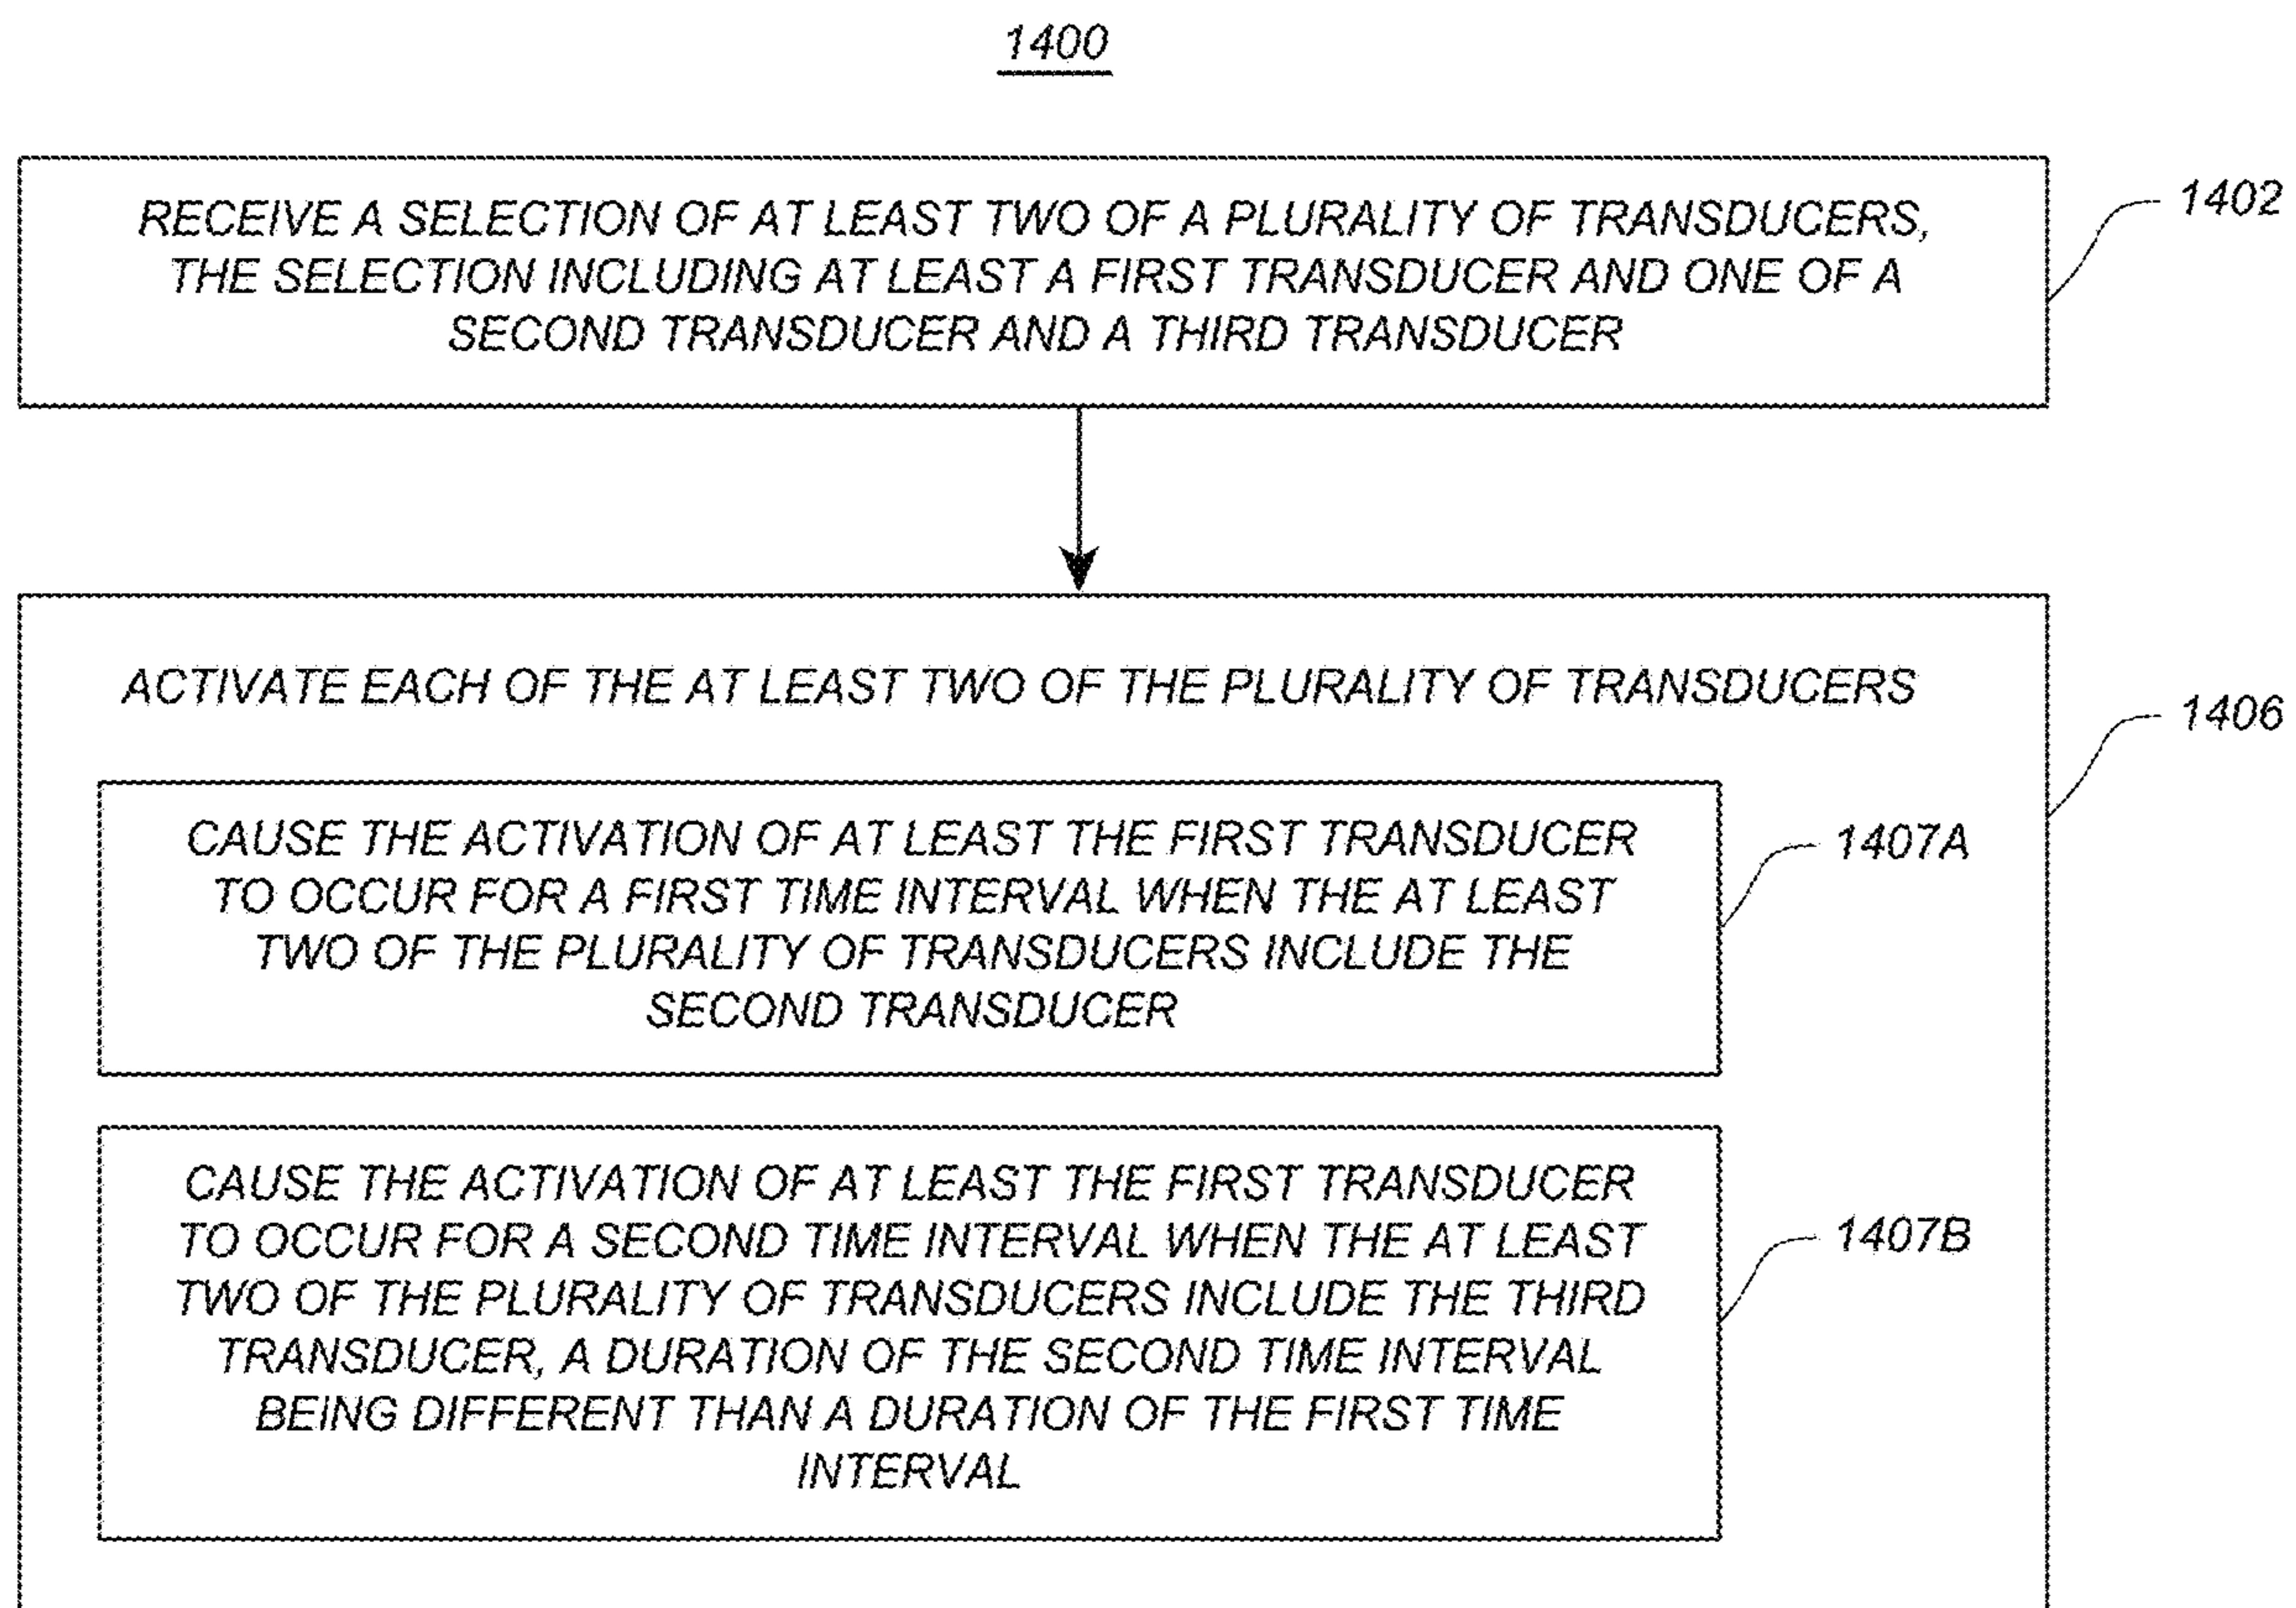 1400
RECEIVE A SELECTION OF AT LEAST TWO OF A PLURALITY OF TRANSDUCERS,
THE SELECTION INCLUDING AT LEAST A FIRST TRANSDUCER AND ONE OF A
SECOND TRANSDUCER AND A THIRD TRANSDUCER
1402
ACTIVATE EACH OF THE AT LEAST TWO OF THE PLURALITY OF TRANSDUCERS
1406
CAUSE THE ACTIVATION OF AT LEAST THE FIRST TRANSDUCER
TO OCCUR FOR A FIRST TIME INTERVAL WHEN THE AT LEAST
TWO OF THE PLURALITY OF TRANSDUCERS INCLUDE THE
SECOND TRANSDUCER
1407A
CAUSE THE ACTIVATION OF AT LEAST THE FIRST TRANSDUCER
TO OCCUR FOR A SECOND TIME INTERVAL WHEN THE AT LEAST
TWO OF THE PLURALITY OF TRANSDUCERS INCLUDE THE THIRD
TRANSDUCER, A DURATION OF THE SECOND TIME INTERVAL
BEING DIFFERENT THAN A DURATION OF THE FIRST TIME
INTERVAL
1407B